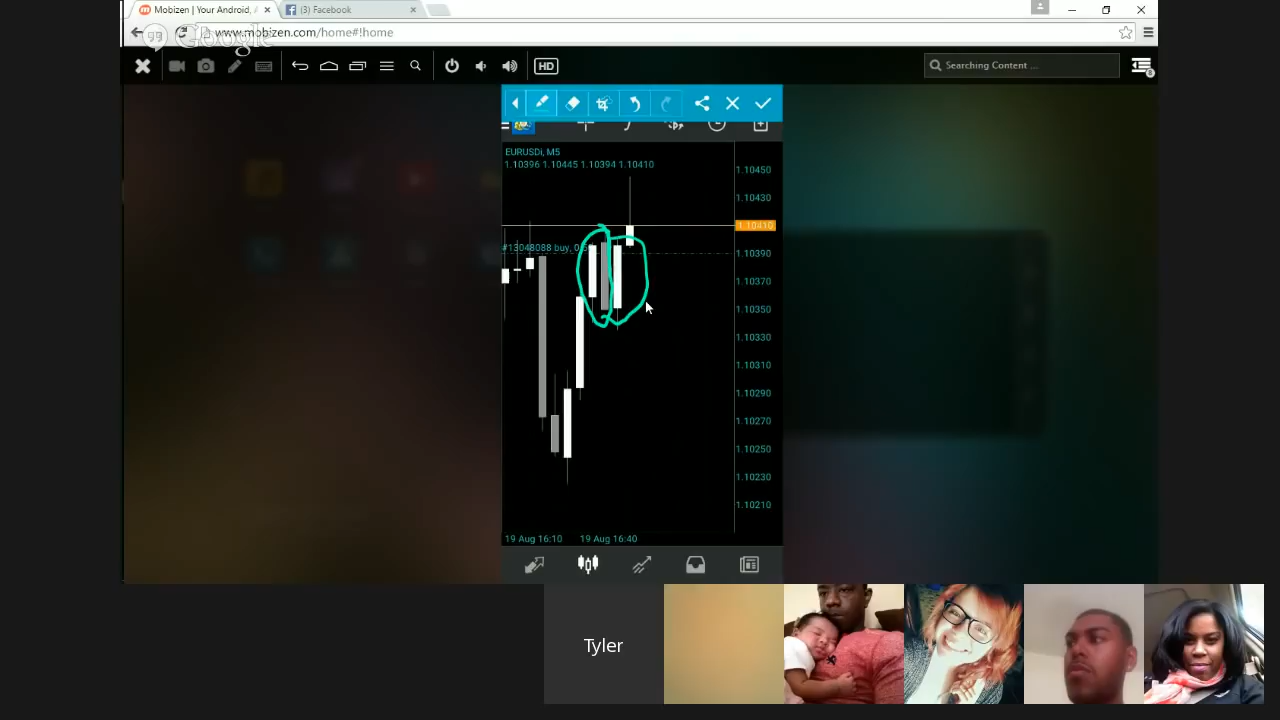 Mobizen | Your Android, A
(3) Facebook
Google
www.mobizen.com/home#!home
HD
Searching Content ...
8
EURUSDi, M5
1.10396 1.10445 1.10394 1.10410
#13048088 buy, 0.
1.10450
1.10430
1.10410
1.10390
1.10370
1.10350
1.10330
1.10310
1.10290
1.10270
1.10250
1.10230
1.10210
19 Aug 16:10
19 Aug 16:40
Tyler